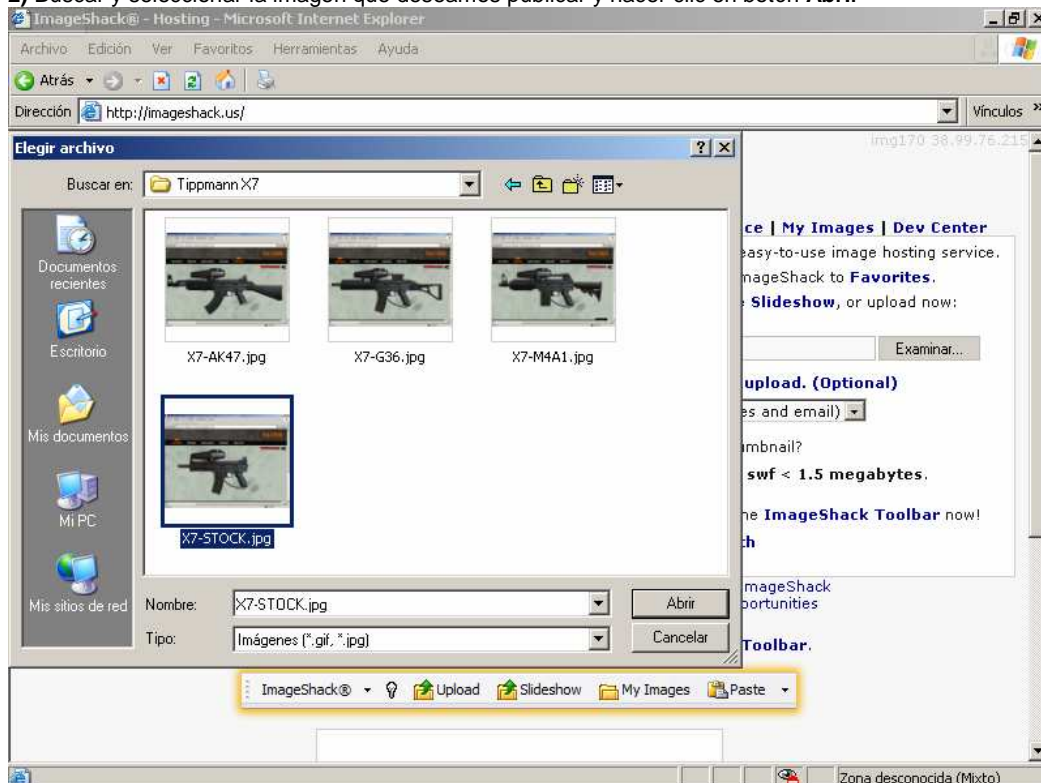 2) Buscar y seleccionar la imagen que deseamos publicar y hacer clic en botón Abrir
ImageShack® - Hosting - Microsoft Internet Explorer
Archivo Edición Ver Favoritos Herramientas Ayuda
Atrás
Dirección http://imageshack.us/ Vínculos »
img170 38.99.76.215
Elegir archivo
Buscar en: Tippmann X7
Documentos recientes
Escritorio
Mis documentos
Mi PC
Mis sitios de red
X7-AK47.jpg X7-G36.jpg X7-M4A1.jpg
X7-STOCK.jpg
Nombre: X7-STOCK.jpg Abrir
Tipo: Imágenes (*.gif, *.jpg) Cancelar
ce | My Images | Dev Center
easy-to-use image hosting service.
mageShack to Favorites.
Slideshow, or upload now:
Examinar...
upload. (Optional)
es and email)
umbnail?
swf < 1.5 megabytes.
he ImageShack Toolbar now!
th
mageShack
portunities
Toolbar.
ImageShack® Upload Slideshow My Images Paste
Zona desconocida (Mixto)